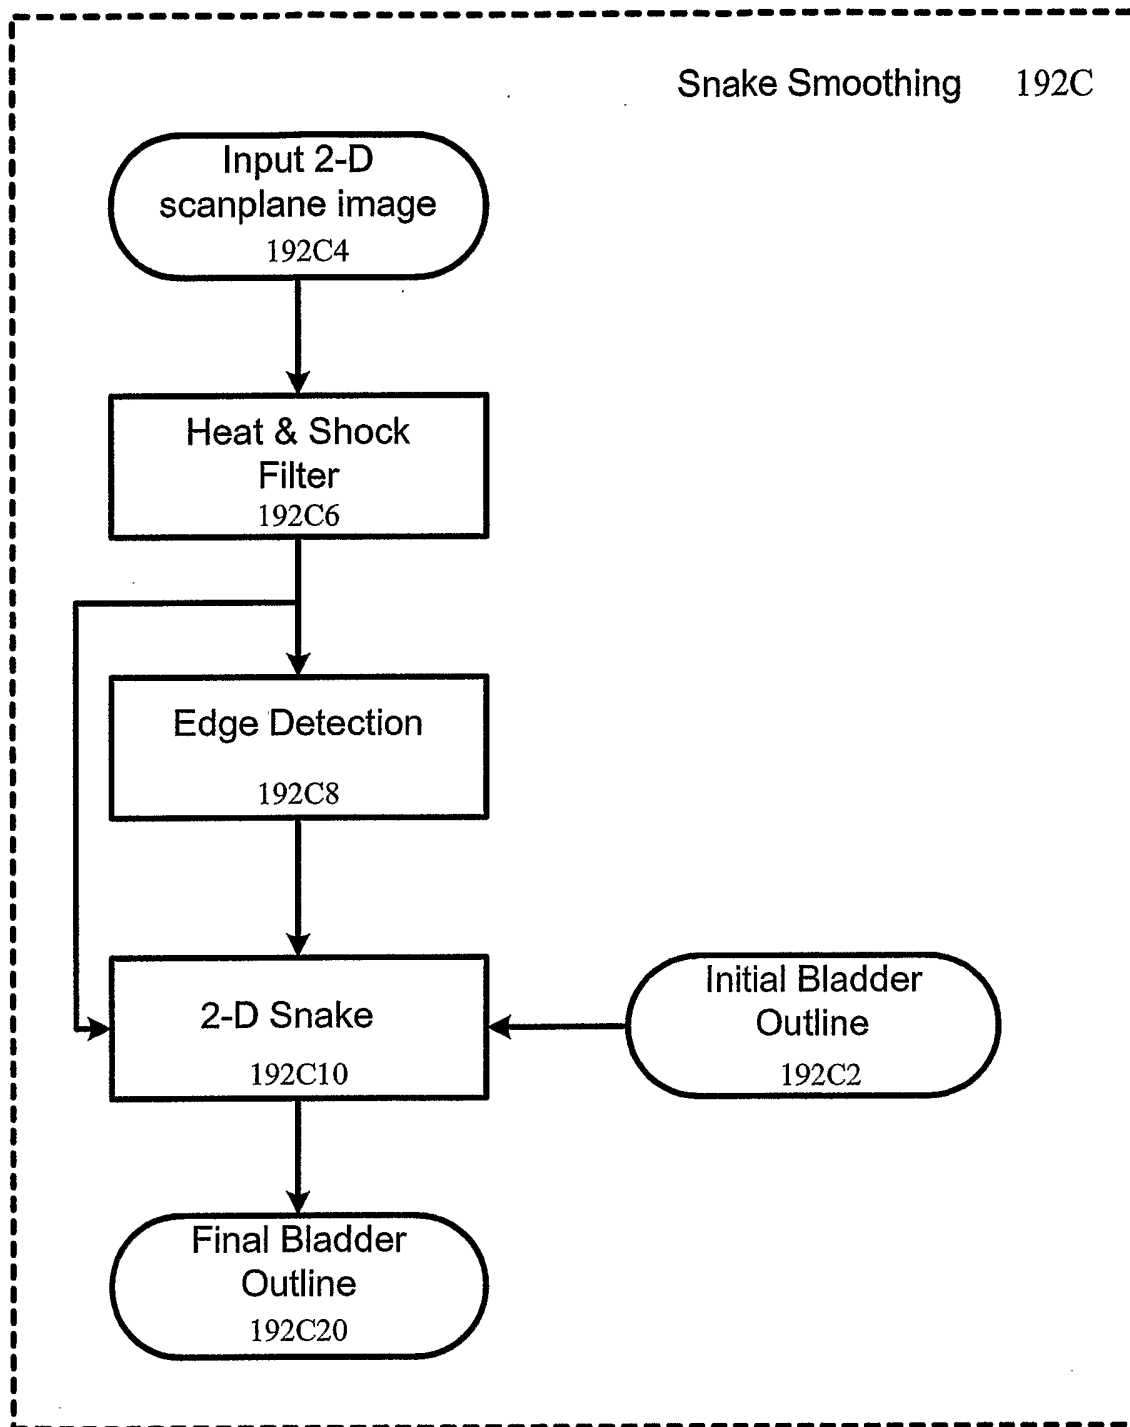 Snake Smoothing 192C
Input 2-D
scanplane image
192C4
Heat & Shock
Filter
192C6
Edge Detection
192C8
2-D Snake
192C10
Initial Bladder
Outline
192C2
Final Bladder
Outline
192C20